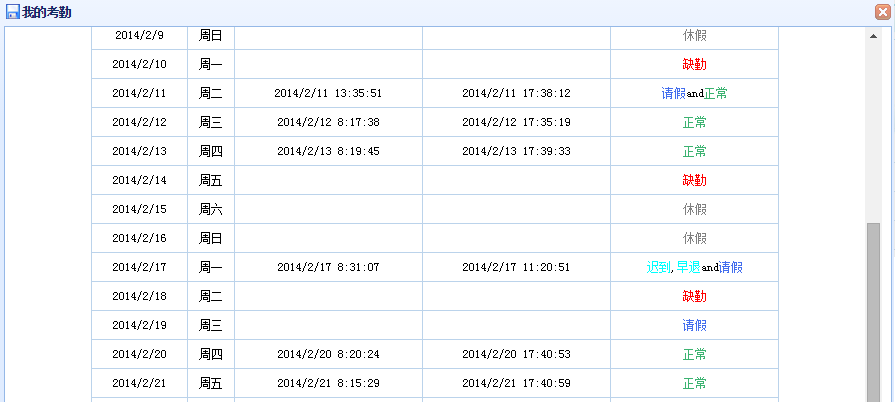 我的考勤
2014/2/9 周日 休假
2014/2/10 周一 缺勤
2014/2/11 周二 2014/2/11 13:35:51 2014/2/11 17:38:12 请假and正常
2014/2/12 周三 2014/2/12 8:17:38 2014/2/12 17:35:19 正常
2014/2/13 周四 2014/2/13 8:19:45 2014/2/13 17:39:33 正常
2014/2/14 周五 缺勤
2014/2/15 周六 休假
2014/2/16 周日 休假
2014/2/17 周一 2014/2/17 8:31:07 2014/2/17 11:20:51 迟到,早退and请假
2014/2/18 周二 缺勤
2014/2/19 周三 请假
2014/2/20 周四 2014/2/20 8:20:24 2014/2/20 17:40:53 正常
2014/2/21 周五 2014/2/21 8:15:29 2014/2/21 17:40:59 正常